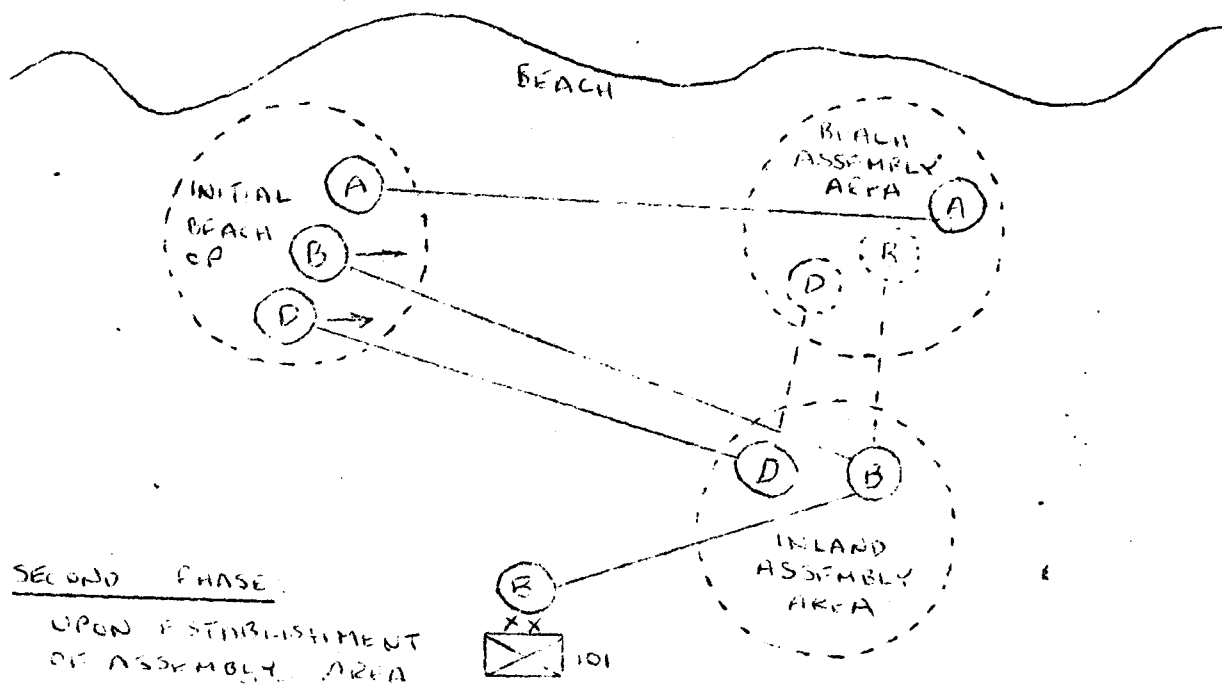 BEACH
INITIAL
BEACH
CP
A
B
D
BEACH
ASSEMBLY
AREA
A
B
D
D
B
INLAND
ASSEMBLY
AREA
SECOND PHASE
UPON ESTABLISHMENT
OF ASSEMBLY AREA
XX
101